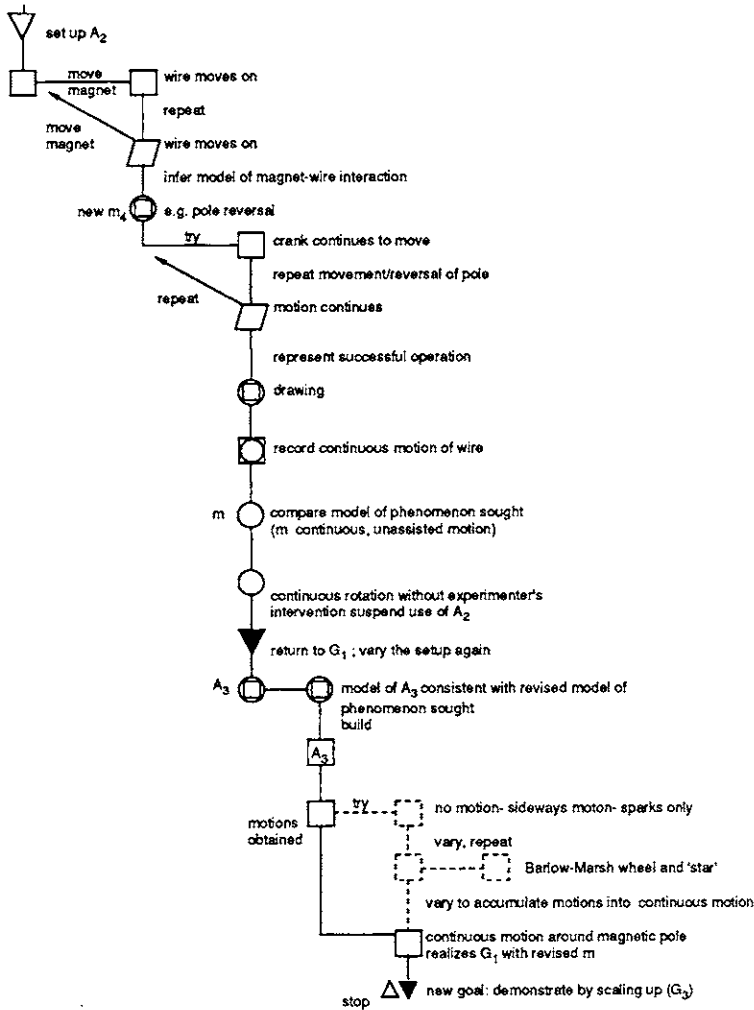 set up A2
move
magnet
wire moves on
repeat
move
magnet
wire moves on
infer model of magnet-wire interaction
new m4
e.g. pole reversal
try
crank continues to move
repeat movement/reversal of pole
repeat
motion continues
represent successful operation
drawing
record continuous motion of wire
m
compare model of phenomenon sought
(m continuous, unassisted motion)
continuous rotation without experimenter's
intervention suspend use of A2
return to G1 ; vary the setup again
A3
model of A3 consistent with revised model of
phenomenon sought
build
A3
try
no motion- sideways moton- sparks only
motions
obtained
vary, repeat
Barlow-Marsh wheel and 'star'
vary to accumulate motions into continuous motion
continuous motion around magnetic pole
realizes G1 with revised m
stop
new goal: demonstrate by scaling up (G3)